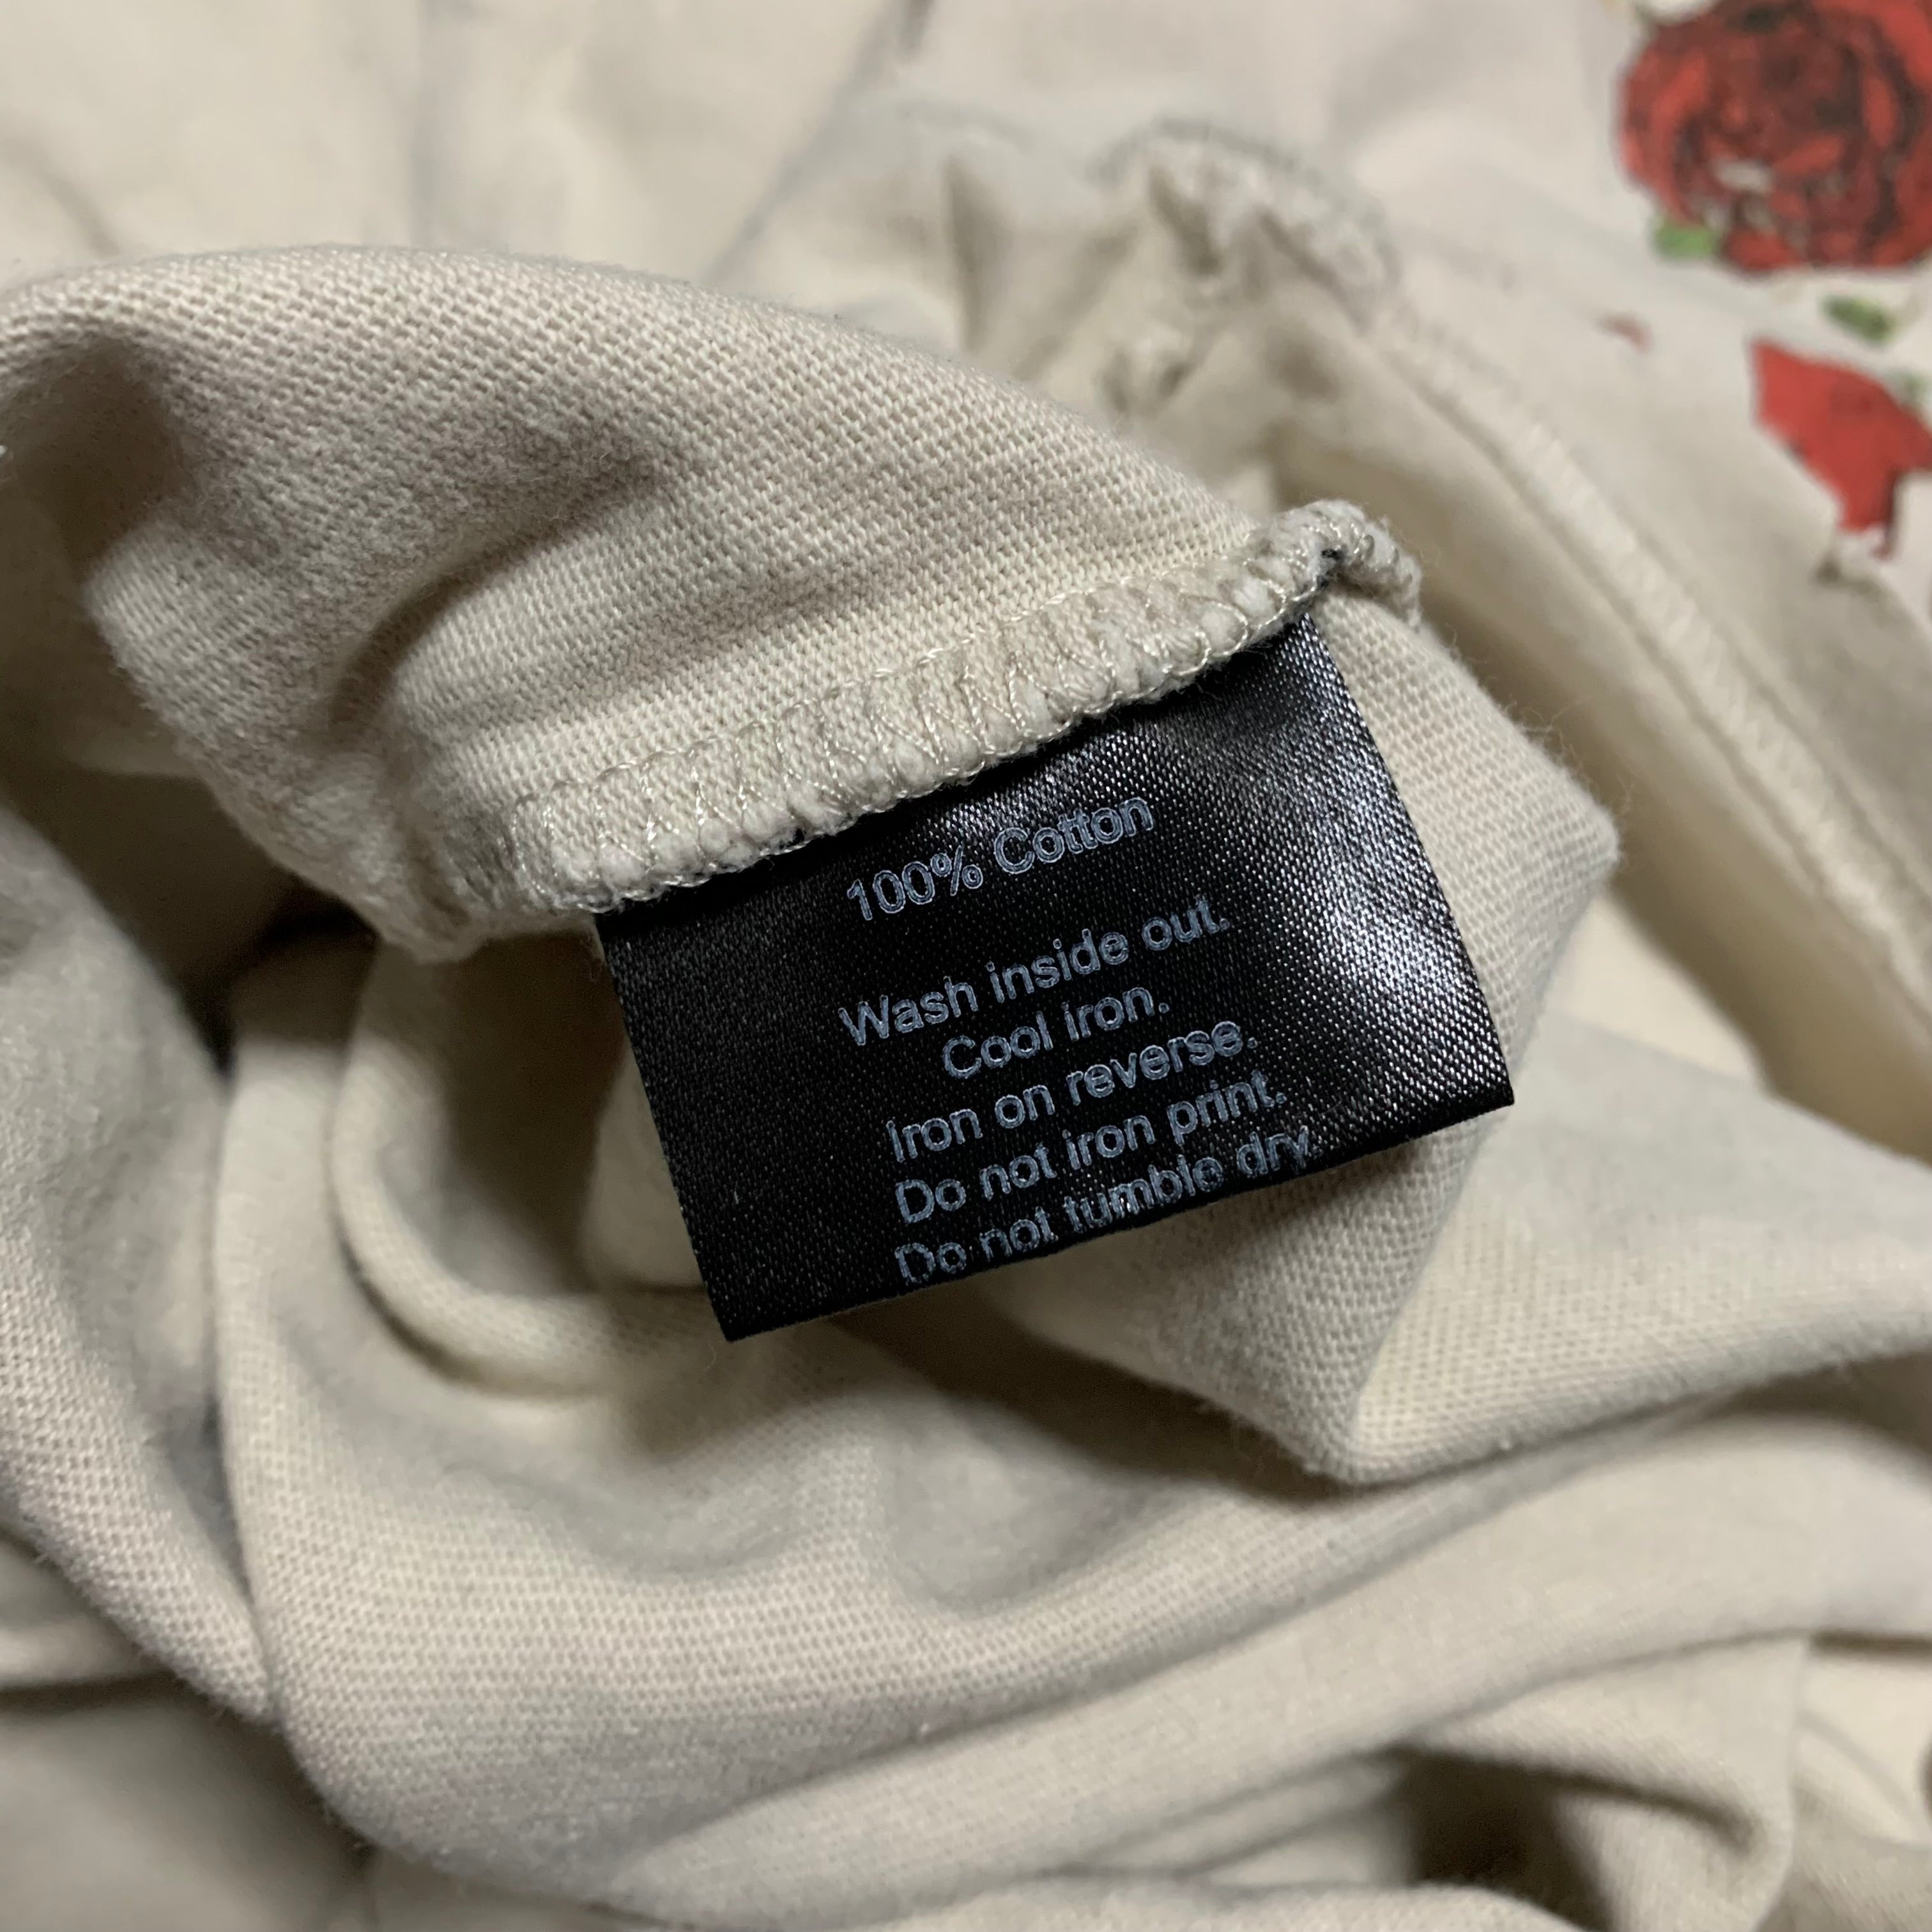 100% Cotton
Wash inside out.
Cool iron.
Iron on reverse.
Do not iron print.
Do not tumble dry.